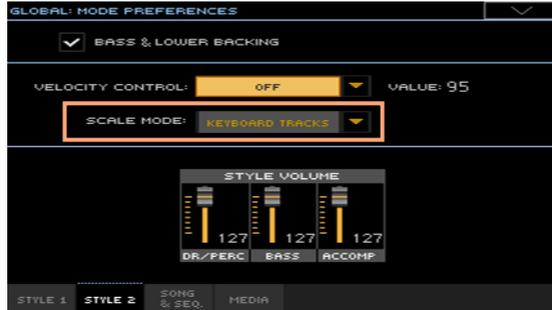 GLOBAL: MODE PREFERENCES
BASS & LOWER BACKING
VELOCITY CONTROL: OFF VALUE: 95
SCALE MODE: KEYBOARD TRACKS
STYLE VOLUME
127 127 127
DR/PERC BASS ACCOMP
STYLE 1 STYLE 2 SONG & SEQ. MEDIA